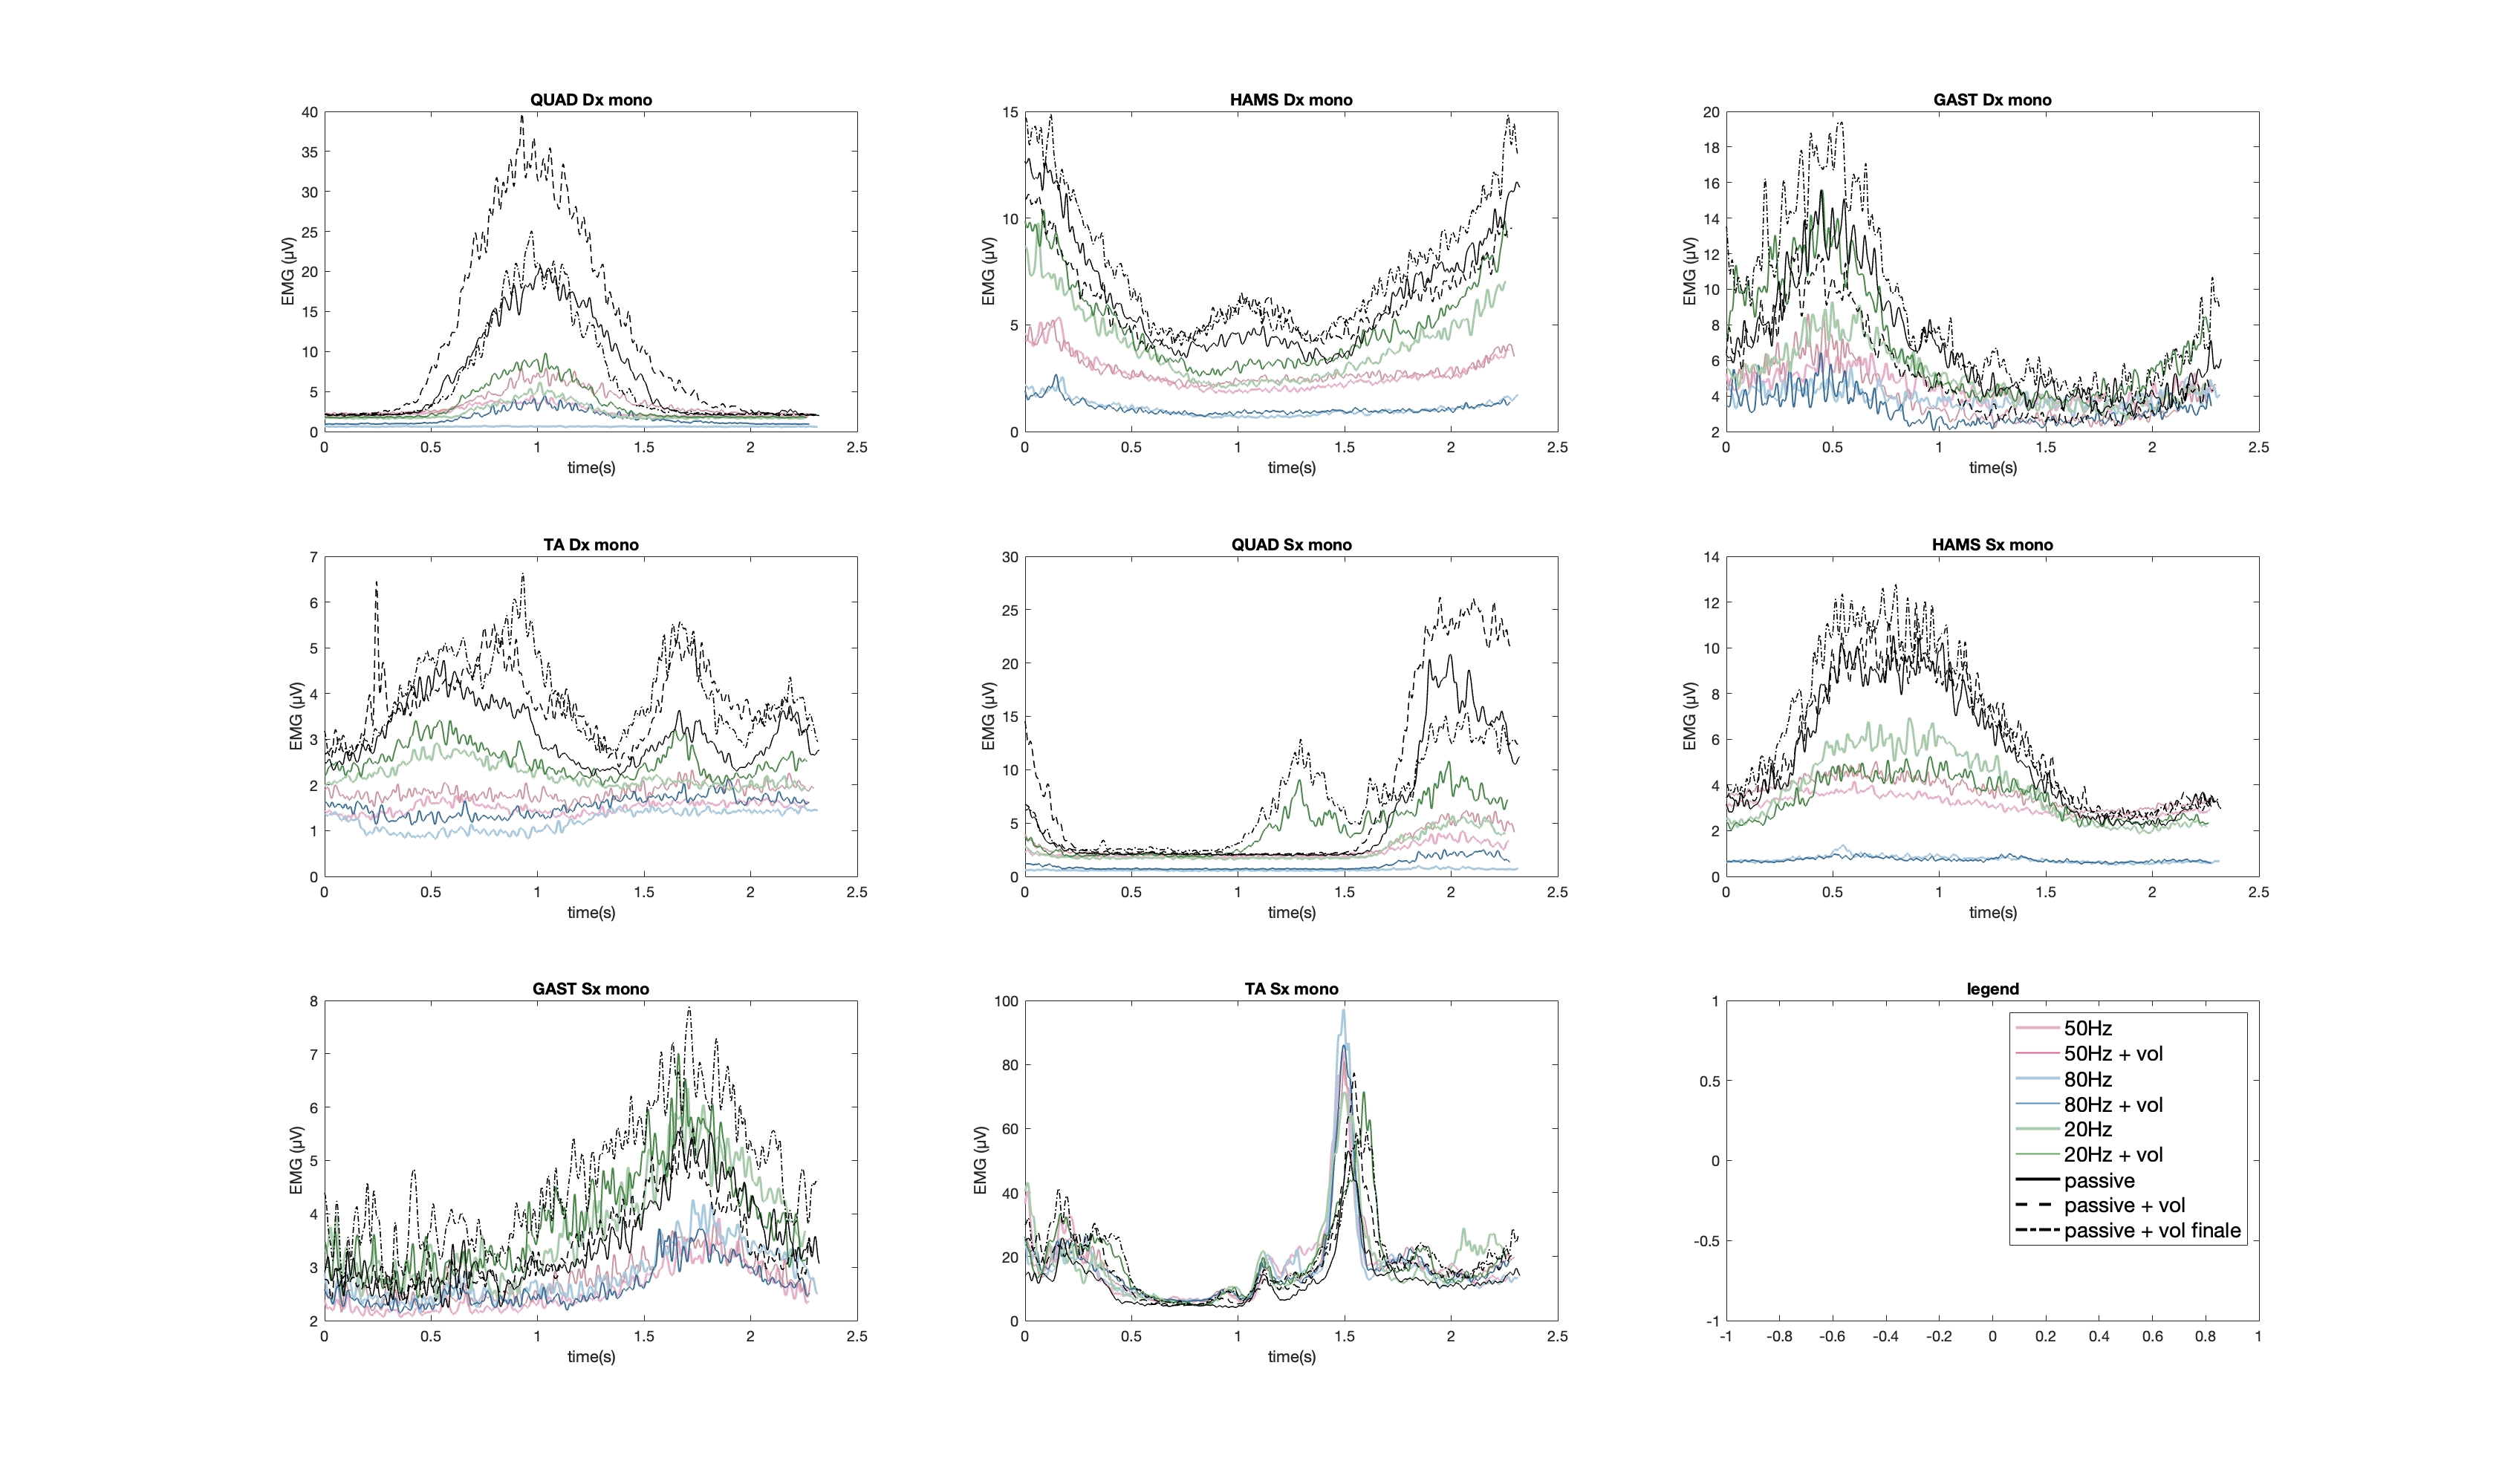 QUAD Dx mono
40
35
30
25
20
15
10
5
0
EMG (µV)
0 0.5 1 1.5 2 2.5
time(s)
HAMS Dx mono
15
10
5
0
EMG (µV)
0 0.5 1 1.5 2 2.5
time(s)
GAST Dx mono
20
18
16
14
12
10
8
6
4
2
EMG (µV)
0 0.5 1 1.5 2 2.5
time(s)
TA Dx mono
7
6
5
4
3
2
1
0
EMG (µV)
0 0.5 1 1.5 2 2.5
time(s)
QUAD Sx mono
30
25
20
15
10
5
0
EMG (µV)
0 0.5 1 1.5 2 2.5
time(s)
HAMS Sx mono
14
12
10
8
6
4
2
0
EMG (µV)
0 0.5 1 1.5 2 2.5
time(s)
GAST Sx mono
8
7
6
5
4
3
2
EMG (µV)
0 0.5 1 1.5 2 2.5
time(s)
TA Sx mono
100
80
60
40
20
0
EMG (µV)
0 0.5 1 1.5 2 2.5
time(s)
legend
1
0.5
0
-0.5
-1
-1 -0.8 -0.6 -0.4 -0.2 0 0.2 0.4 0.6 0.8 1
50Hz
50Hz + vol
80Hz
80Hz + vol
20Hz
20Hz + vol
passive
passive + vol
passive + vol finale